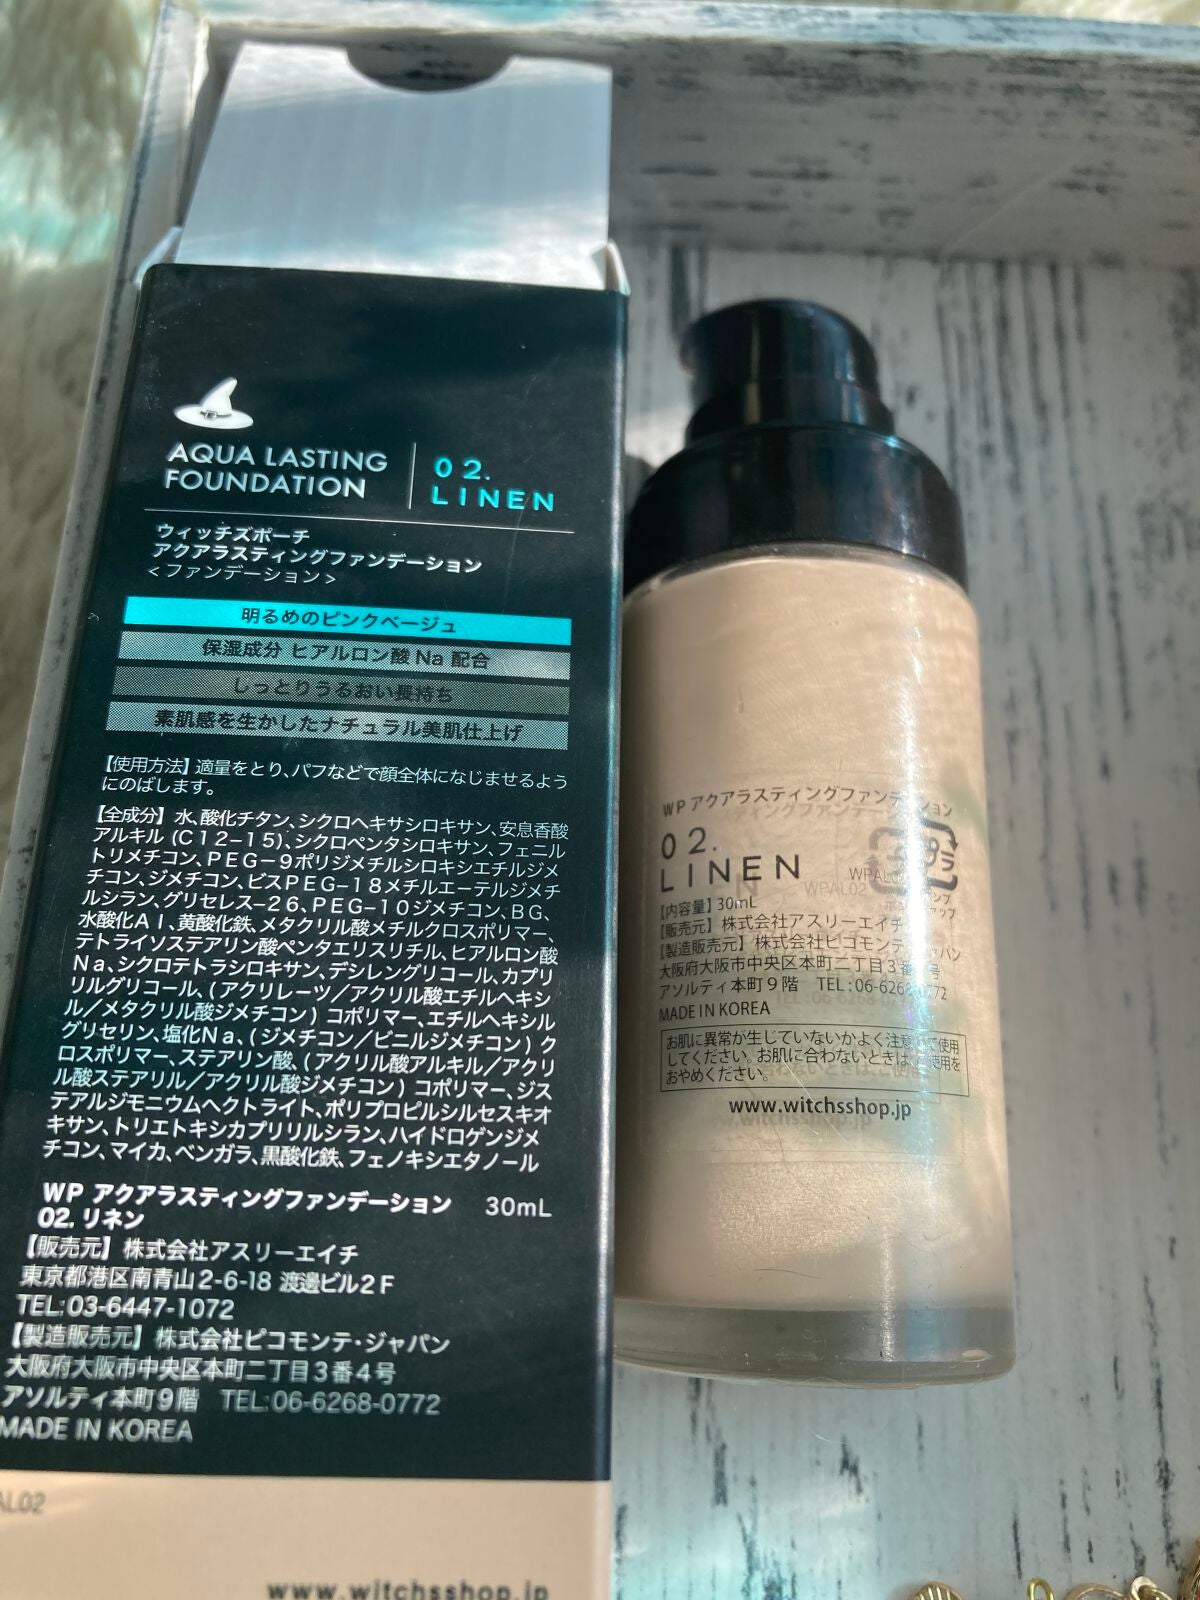 AQUA LASTING
FOUNDATION
02.
LINEN
ウィッチズポーチ
アクアラスティングファンデーション
<ファンデーション>
明るめのピンクベージュ
保湿成分 ヒアルロン酸 Na 配合
しっとりうるおい長持ち
素肌感を生かしたナチュラル美肌仕上げ
【使用方法】適量をとり、パフなどで顔全体になじませるよう
にのばします。
【全成分】水、酸化チタン、シクロヘキサシロキサン、安息香酸
アルキル(C12-15)、シクロペンタシロキサン、フェニル
トリメチコン、PEG-9ポリジメチルシロキシエチルジメ
チコン、ジメチコン、ビスPEG-18メチルエーテルジメチ
ルシラン、グリセレス-26、PEG-10ジメチコン、BG、
水酸化Al、黄酸化鉄、メタクリル酸メチルクロスポリマー、
テトライソステアリン酸ペンタエリスリチル、ヒアルロン酸
Na、シクロテトラシロキサン、デシレングリコール、カプリ
リルグリコール、(アクリレーツ/アクリル酸エチルヘキシ
ル/メタクリル酸ジメチコン)コポリマー、エチルヘキシル
グリセリン、塩化Na、(ジメチコン/ビニルジメチコン)ク
ロスポリマー、ステアリン酸、(アクリル酸アルキル/アクリ
ル酸ステアリル/アクリル酸ジメチコン)コポリマー、ジス
テアルジモニウムヘクトライト、ポリプロピルシルセスキオ
キサン、トリエトキシカプリリルシラン、ハイドロゲンジメ
チコン、マイカ、ベンガラ、黒酸化鉄、フェノキシエタノール
WP アクアラスティングファンデーション 30mL
02. リネン
【販売元】株式会社アスリーエイチ
東京都港区南青山2-6-18 渡邊ビル2F
TEL:03-6447-1072
【製造販売元】株式会社ピコモンテ・ジャパン
大阪府大阪市中央区本町二丁目3番4号
アソルティ本町9階 TEL:06-6268-0772
MADE IN KOREA
AL02
www.witchsshop.jp
WP アクアラスティングファンデーション
02.
LINEN
プラ
【内容量】30mL
【販売元】株式会社アスリーエイチ
【製造販売元】株式会社ピコモンテ・ジャパン
大阪府大阪市中央区本町二丁目3番 号
アソルティ本町9階 TEL:06-6268- 772
MADE IN KOREA
お肌に異常が生じていないかよく注意して使用
してください。お肌に合わないときは、ご使用を
おやめください。
www.witchsshop.jp